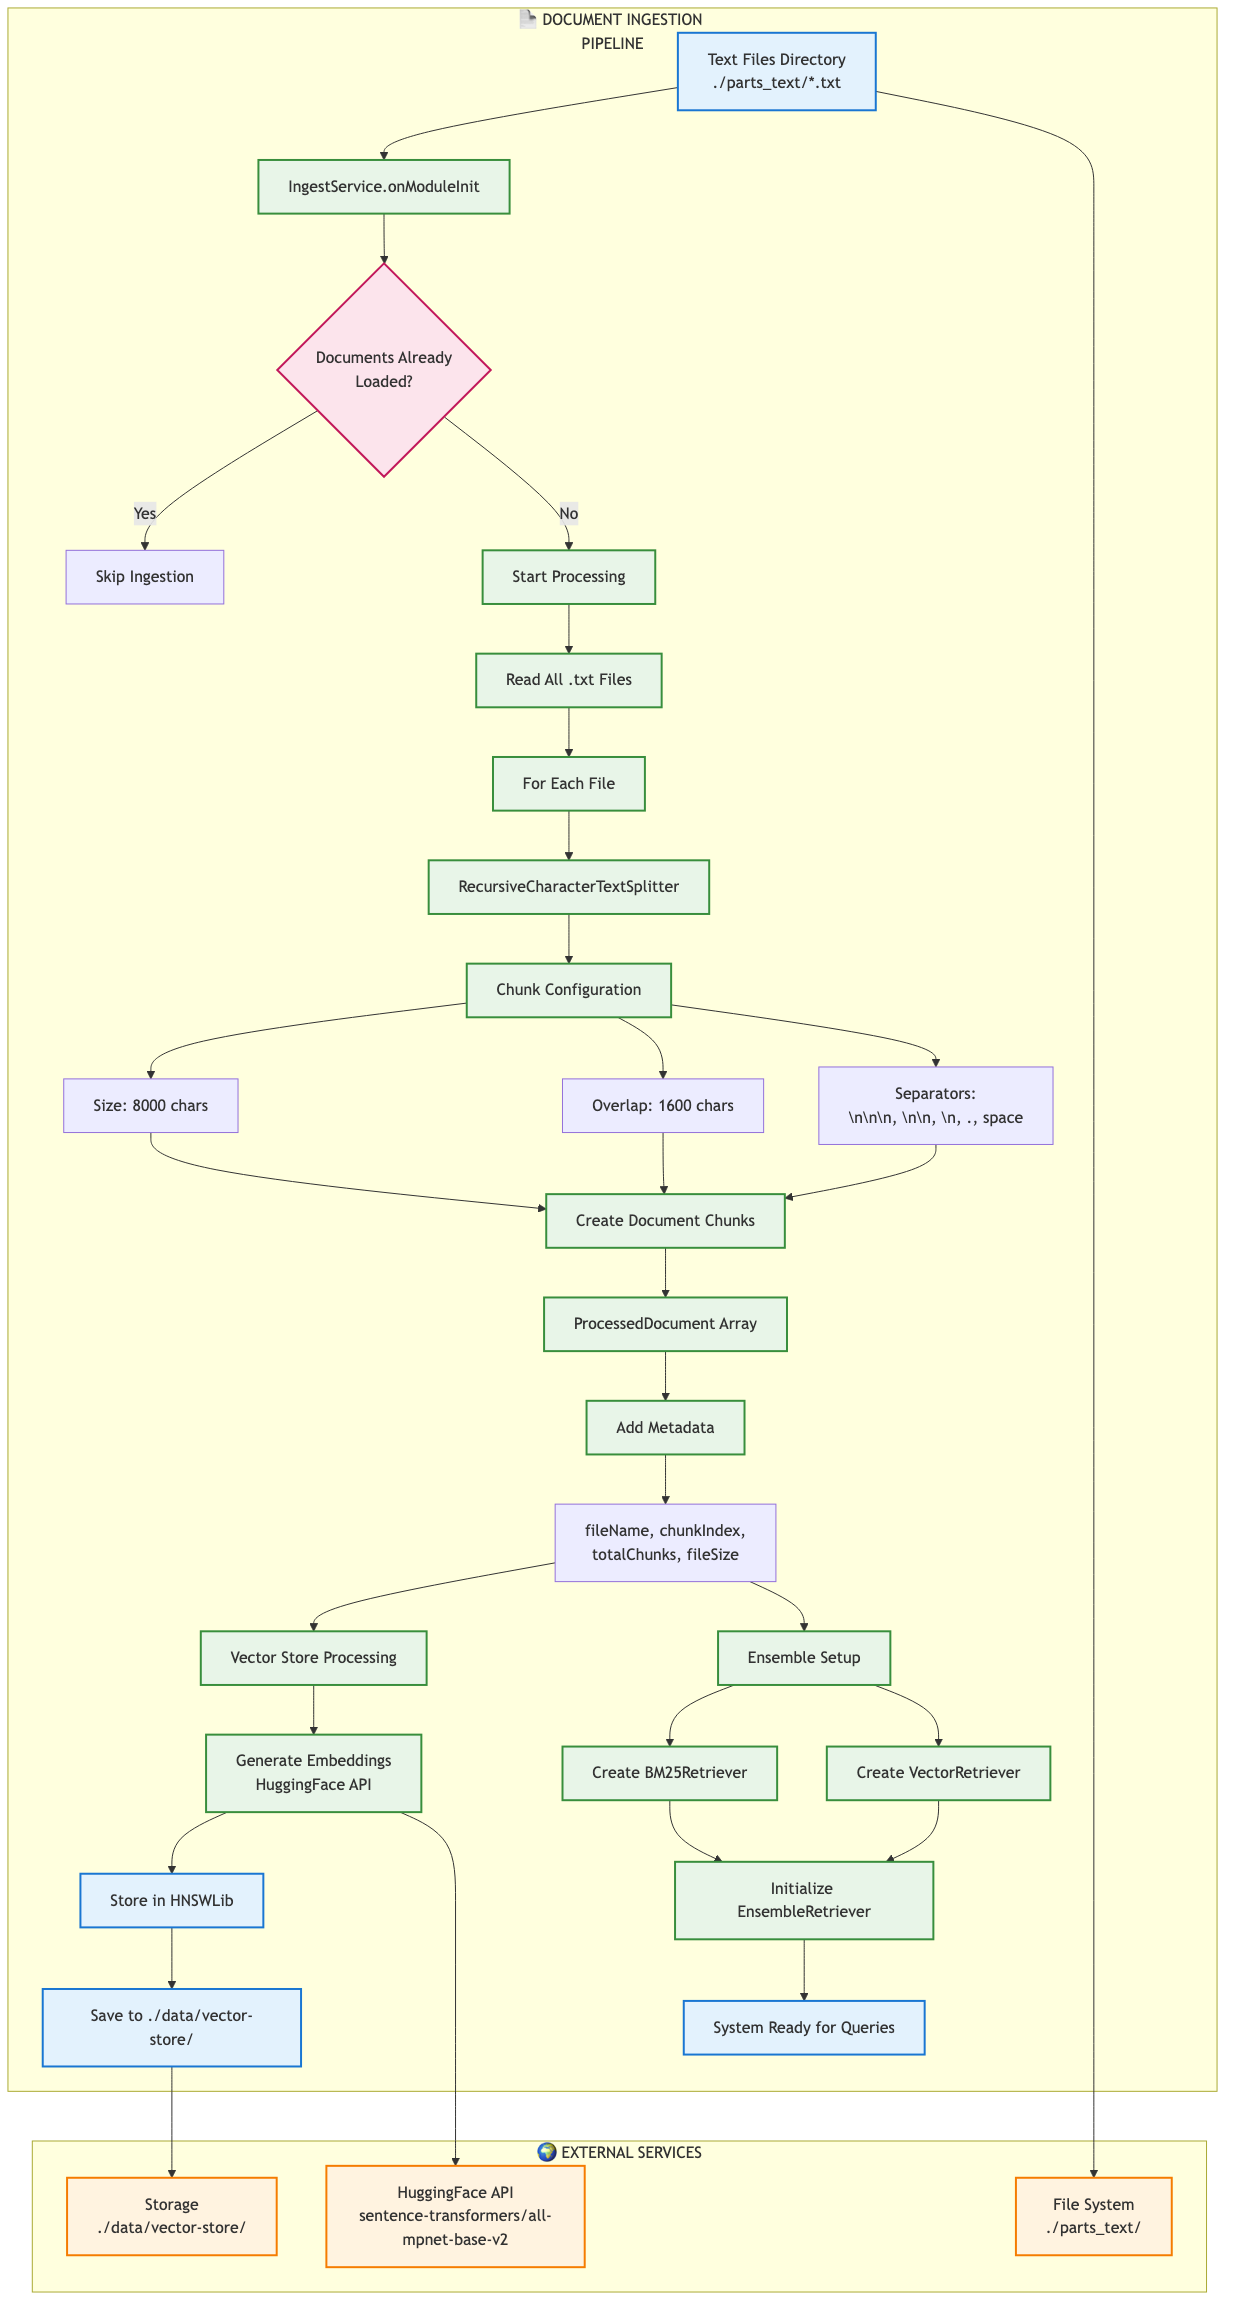 DOCUMENT INGESTION
PIPELINE
Text Files Directory
./parts_text/*.txt
IngestService.onModuleInit
Documents Already
Loaded?
Yes
No
Skip Ingestion
Start Processing
Read All .txt Files
For Each File
RecursiveCharacterTextSplitter
Chunk Configuration
Size: 8000 chars
Overlap: 1600 chars
Separators:
\n\n\n, \n\n, \n, ., space
Create Document Chunks
ProcessedDocument Array
Add Metadata
fileName, chunkIndex,
totalChunks, fileSize
Vector Store Processing
Ensemble Setup
Generate Embeddings
HuggingFace API
Create BM25Retriever
Create VectorRetriever
Store in HNSWLib
Initialize
EnsembleRetriever
Save to ./data/vector-
store/
System Ready for Queries
EXTERNAL SERVICES
Storage
./data/vector-store/
HuggingFace API
sentence-transformers/all-
mpnet-base-v2
File System
./parts_text/